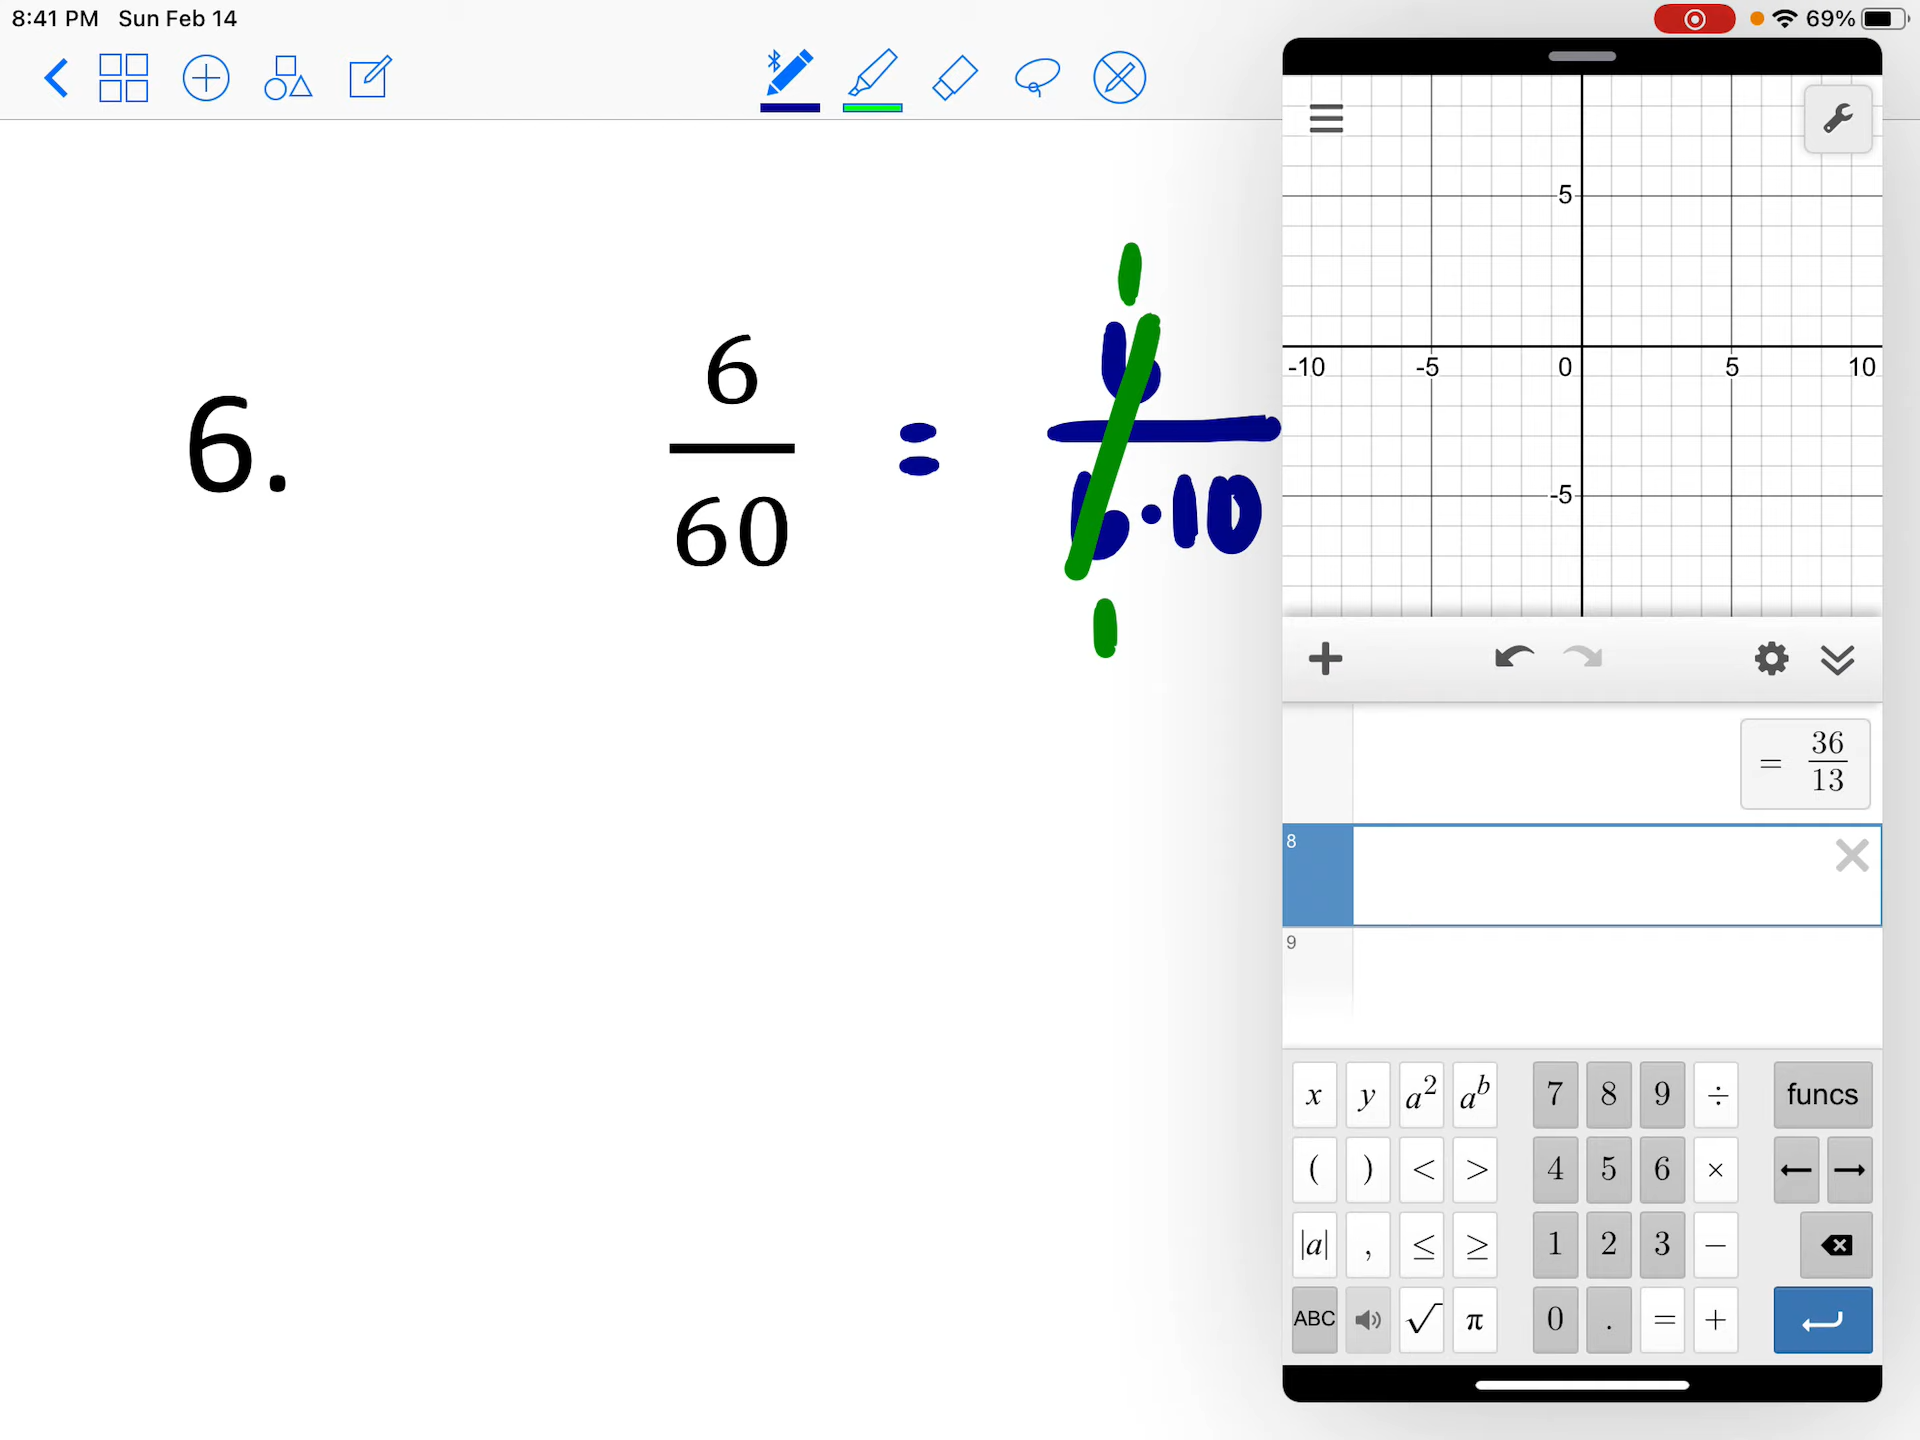 8:41 PM Sun Feb 14
69%
6.
6
60
=
1
6
6·10
1
5
-10 -5 0 5 10
-5
= 36
13
8
9
x y a² aᵇ 7 8 9 ÷ funcs
( ) < > 4 5 6 × ← →
|a| , ≤ ≥ 1 2 3 −
ABC √ π 0 . = +